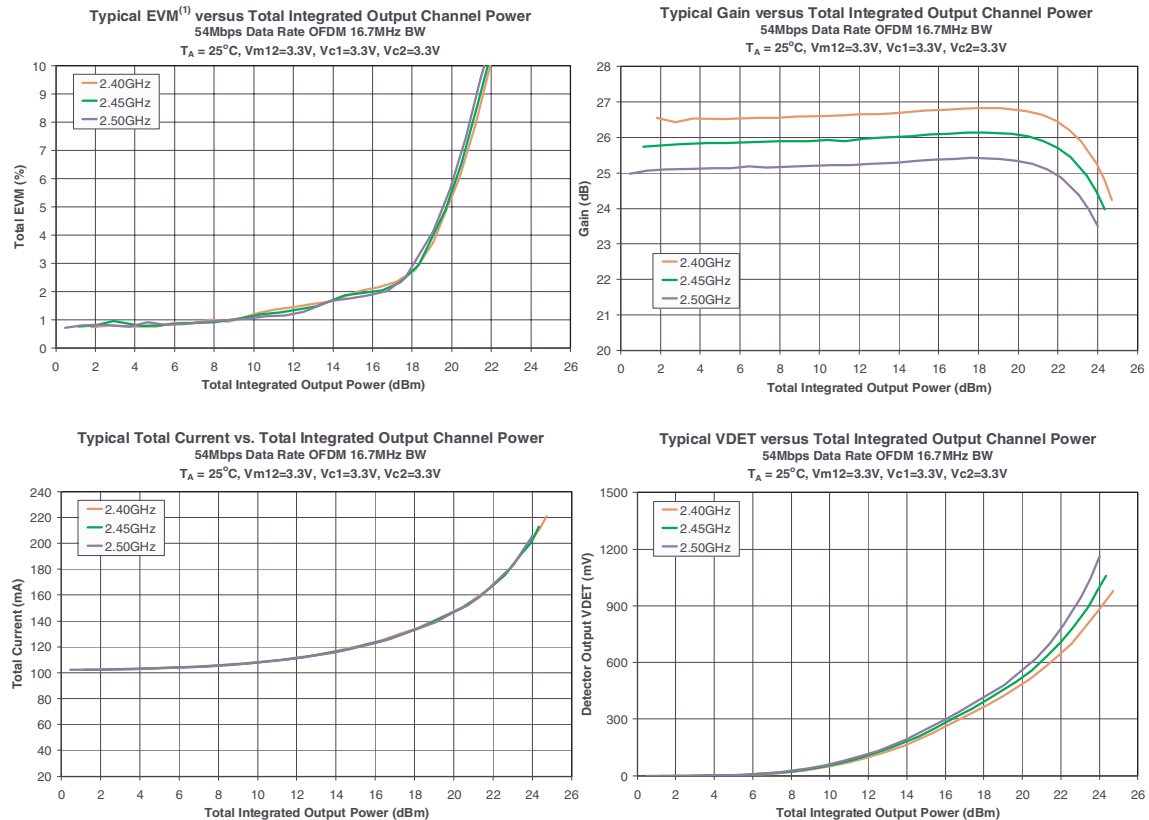 Typical EVM(1) versus Total Integrated Output Channel Power
54Mbps Data Rate OFDM 16.7MHz BW
TA = 25°C, Vm12=3.3V, Vc1=3.3V, Vc2=3.3V
10
9
8
7
6
5
4
3
2
1
0
Total EVM (%)
2.40GHz
2.45GHz
2.50GHz
0 2 4 6 8 10 12 14 16 18 20 22 24 26
Total Integrated Output Power (dBm)
Typical Gain versus Total Integrated Output Channel Power
54Mbps Data Rate OFDM 16.7MHz BW
TA = 25°C, Vm12=3.3V, Vc1=3.3V, Vc2=3.3V
28
27
26
25
24
23
22
21
20
Gain (dB)
2.40GHz
2.45GHz
2.50GHz
0 2 4 6 8 10 12 14 16 18 20 22 24 26
Total Integrated Output Power (dBm)
Typical Total Current vs. Total Integrated Output Channel Power
54Mbps Data Rate OFDM 16.7MHz BW
TA = 25°C, Vm12=3.3V, Vc1=3.3V, Vc2=3.3V
240
220
200
180
160
140
120
100
80
60
40
20
Total Current (mA)
2.40GHz
2.45GHz
2.50GHz
0 2 4 6 8 10 12 14 16 18 20 22 24 26
Total Integrated Output Power (dBm)
Typical VDET versus Total Integrated Output Channel Power
54Mbps Data Rate OFDM 16.7MHz BW
TA = 25°C, Vm12=3.3V, Vc1=3.3V, Vc2=3.3V
1500
1200
900
600
300
0
Detector Output VDET (mV)
2.40GHz
2.45GHz
2.50GHz
0 2 4 6 8 10 12 14 16 18 20 22 24 26
Total Integrated Output Power (dBm)